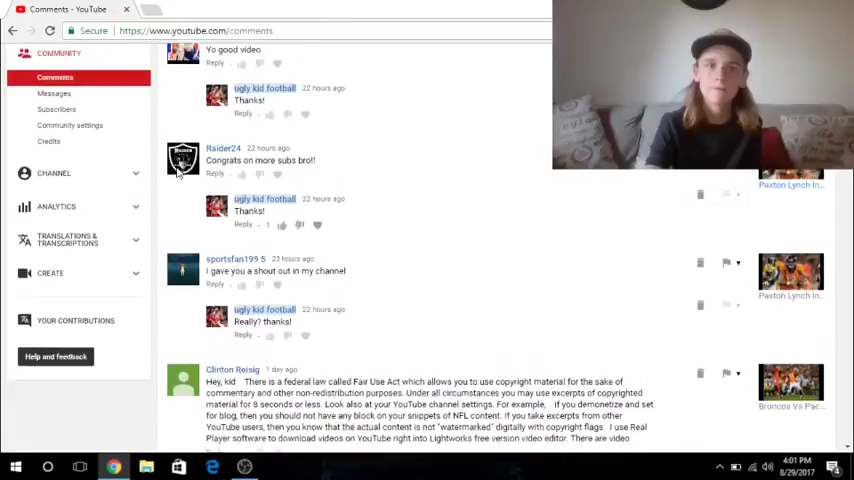 Comments - YouTube
Secure https://www.youtube.com/comments
COMMUNITY
Comments
Messages
Subscribers
Community settings
Credits
CHANNEL
ANALYTICS
TRANSLATIONS &
TRANSCRIPTIONS
CREATE
YOUR CONTRIBUTIONS
Help and feedback
Yo good video
Reply
ugly kid football 22 hours ago
Thanks!
Reply
Raider24 22 hours ago
Congrats on more subs bro!!
Reply
ugly kid football 22 hours ago
Thanks!
Reply 1
sportsfan199 5 23 hours ago
I gave you a shout out in my channel
Reply
ugly kid football 22 hours ago
Really? thanks!
Reply
Clinton Reisig 1 day ago
Hey, kid There is a federal law called Fair Use Act which allows you to use copyright material for the sake of
commentary and other non-redistribution purposes. Under all circumstances you may use excerpts of copyrighted
material for 8 seconds or less. Look also at your YouTube channel settings. For example, if you demonetize and set
for blog, then you should not have any block on your snippets of NFL content. If you take excerpts from other
YouTube users, then you know that the actual content is not "watermarked" digitally with copyright flags. I use Real
Player software to download videos on YouTube right into Lightworks free version video editor. There are video
Paxton Lynch In...
Paxton Lynch In...
Broncos Vs Pac...
4:01 PM
8/29/2017